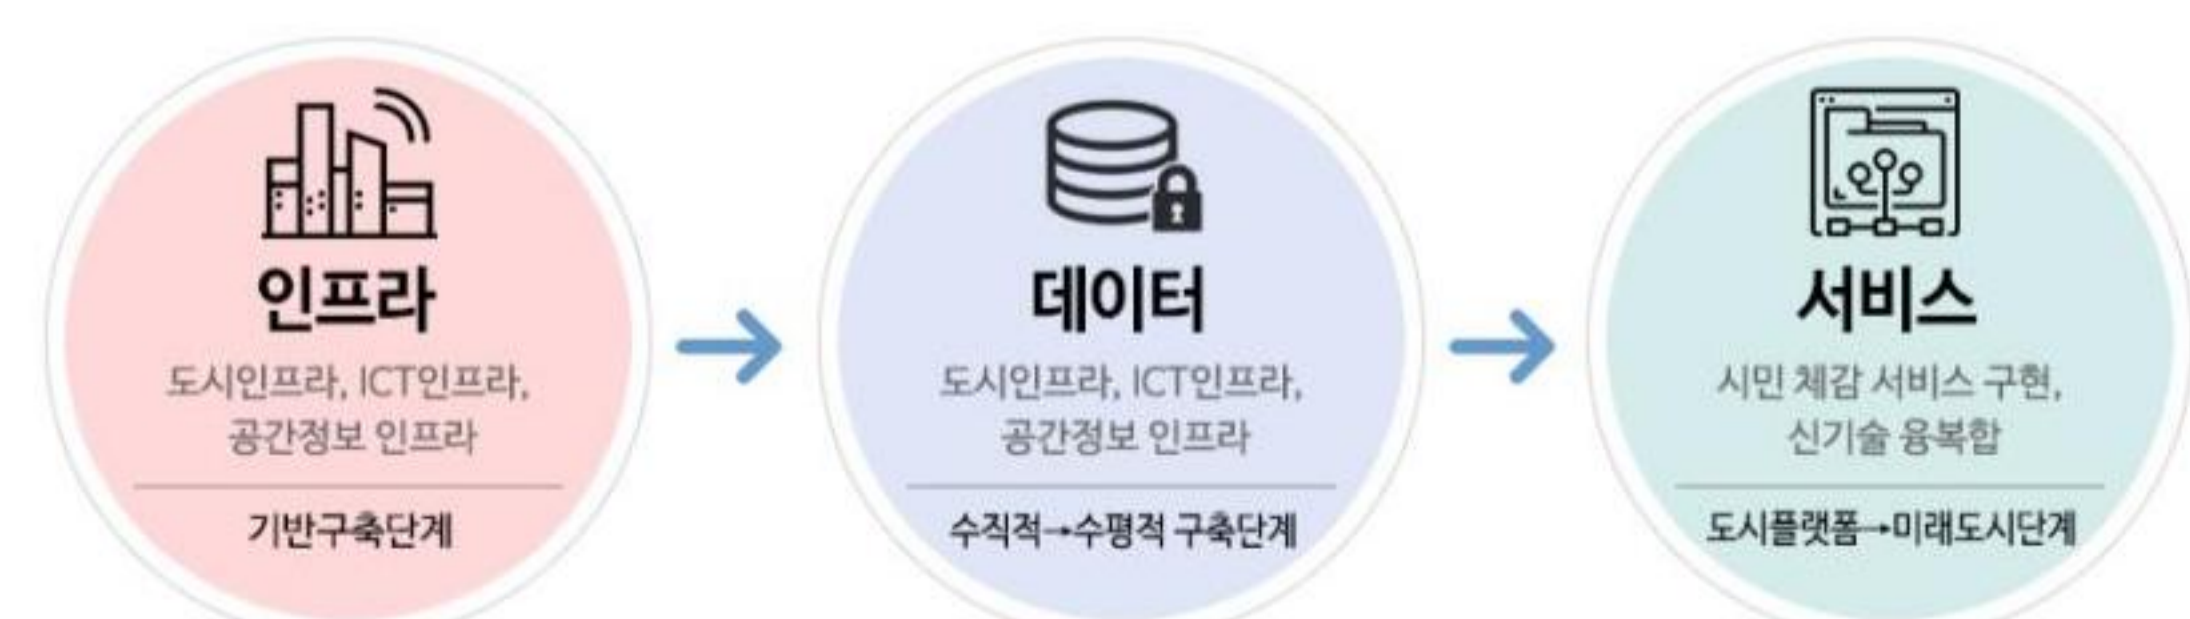 인프라
도시인프라, ICT인프라,
공간정보 인프라
기반구축단계
데이터
도시인프라, ICT인프라,
공간정보 인프라
수직적→수평적 구축단계
서비스
시민 체감 서비스 구현,
신기술 융복합
도시플랫폼→미래도시단계